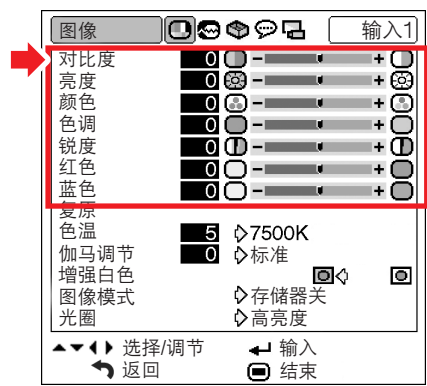 图像 输入1
对比度 0 - +
亮度 0 - +
颜色 0 - +
色调 0 - +
锐度 0 - +
红色 0 - +
蓝色 0 - +
复原
色温 5 7500K
伽马调节 0 标准
增强白色
图像模式 存储器关
光圈 高亮度
选择/调节 输入
返回 结束